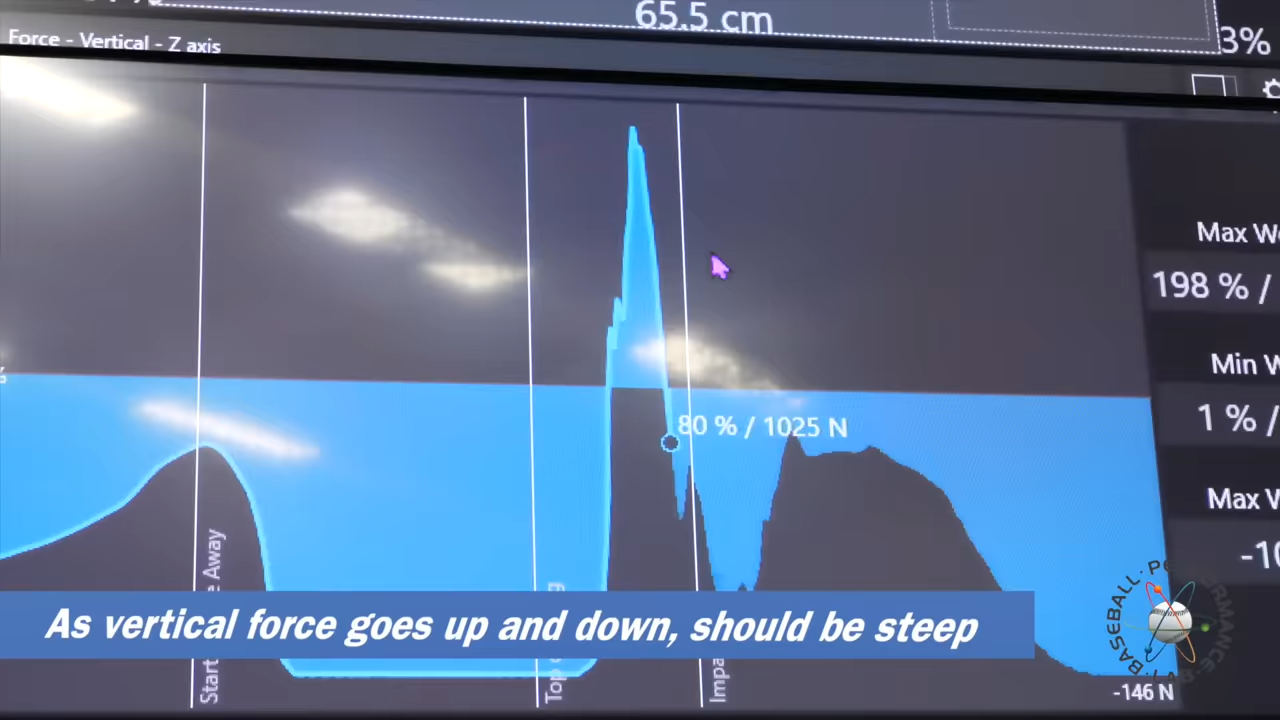 65.5 cm
3%
Force - Vertical - Z axis
Max
198 % /
80 % / 1025 N
Min
1 % /
Max
Start
Away
Top
As vertical force goes up and down, should be steep
BASEBALL
-146 N